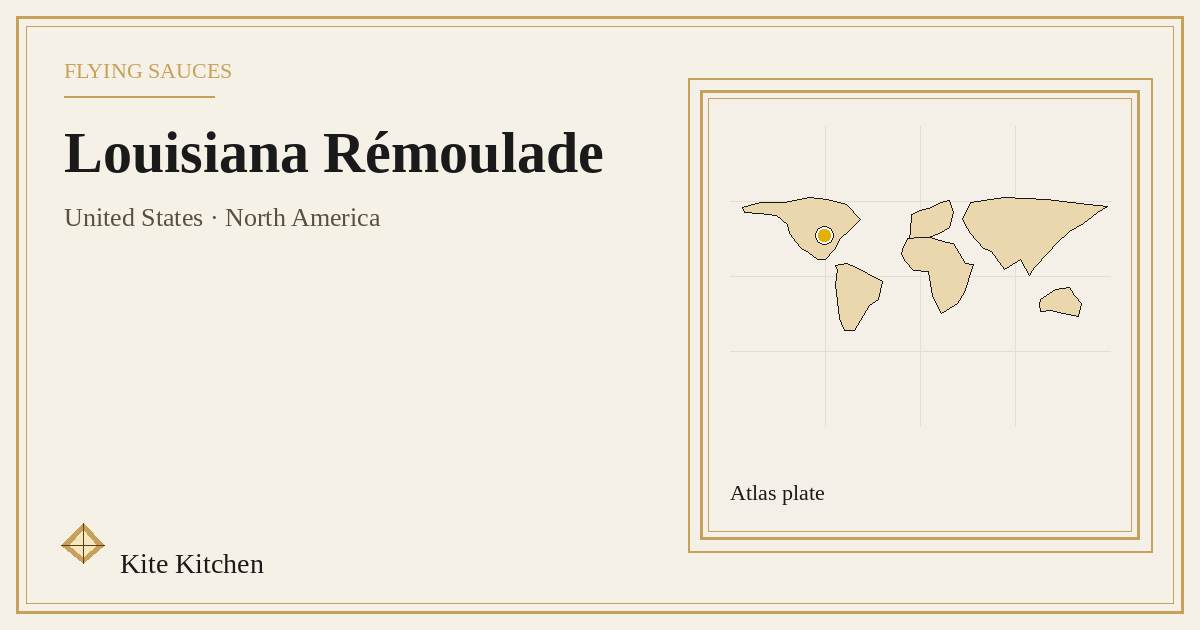 FLYING SAUCES
Louisiana Rémoulade
United States · North America
Atlas plate
Kite Kitchen